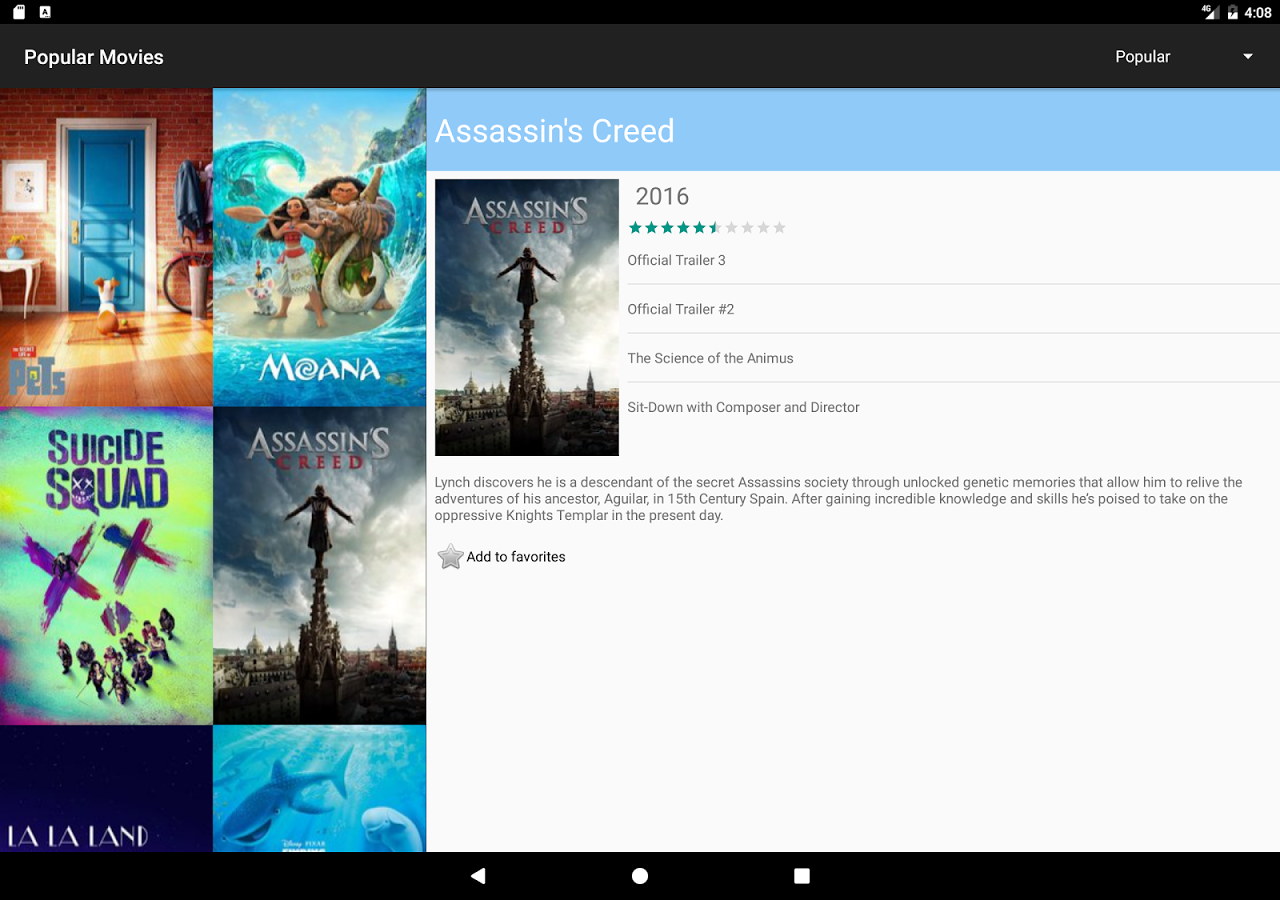 4G 4:08
Popular Movies
Popular
THE SECRET LIFE OF
PETS
MOANA
SUICIDE
SQUAD
ASSASSIN'S
CREED
LA LA LAND
DISNEY PIXAR
FINDING
Assassin's Creed
ASSASSIN'S
CREED
2016
Official Trailer 3
Official Trailer #2
The Science of the Animus
Sit-Down with Composer and Director
Lynch discovers he is a descendant of the secret Assassins society through unlocked genetic memories that allow him to relive the
adventures of his ancestor, Aguilar, in 15th Century Spain. After gaining incredible knowledge and skills he’s poised to take on the
oppressive Knights Templar in the present day.
Add to favorites